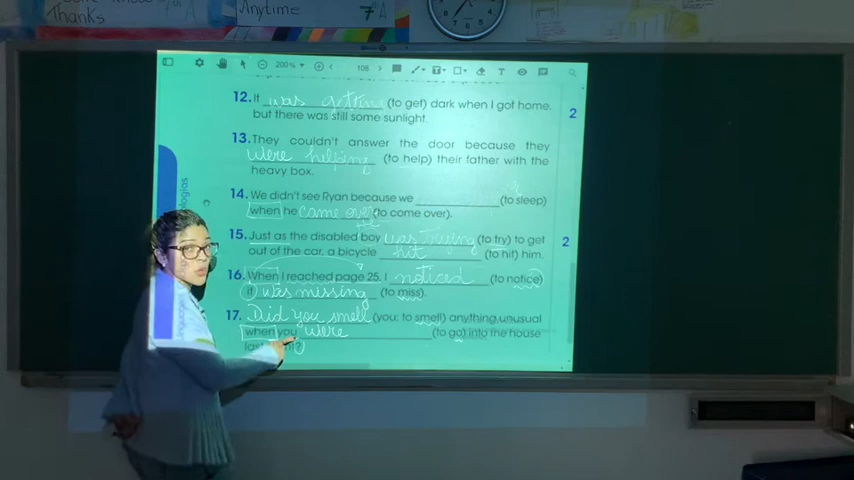 Thanks
Anytime
7ªA
200%
108
12. It was getting (to get) dark when I got home,
but there was still some sunlight.
2
13. They couldn't answer the door because they
were helping (to help) their father with the
heavy box.
14. We didn't see Ryan because we (to sleep)
when he came over (to come over).
15. Just as the disabled boy was trying (to try) to get
out of the car, a bicycle hit (to hit) him.
2
16. When I reached page 25, I noticed (to notice)
it was missing (to miss).
17. Did you smell (you: to smell) anything unusual
when you were (to go) into the house
last